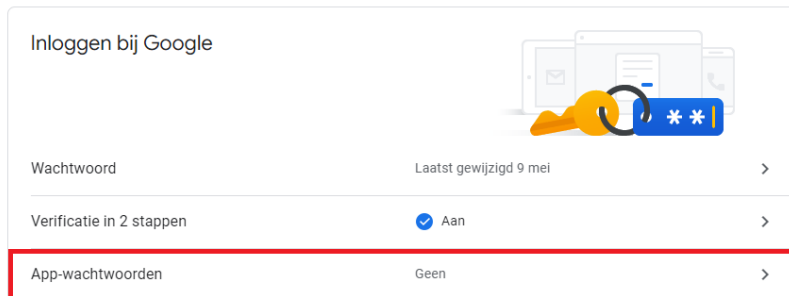 Inloggen bij Google
**
Wachtwoord Laatst gewijzigd 9 mei
Verificatie in 2 stappen Aan
App-wachtwoorden Geen